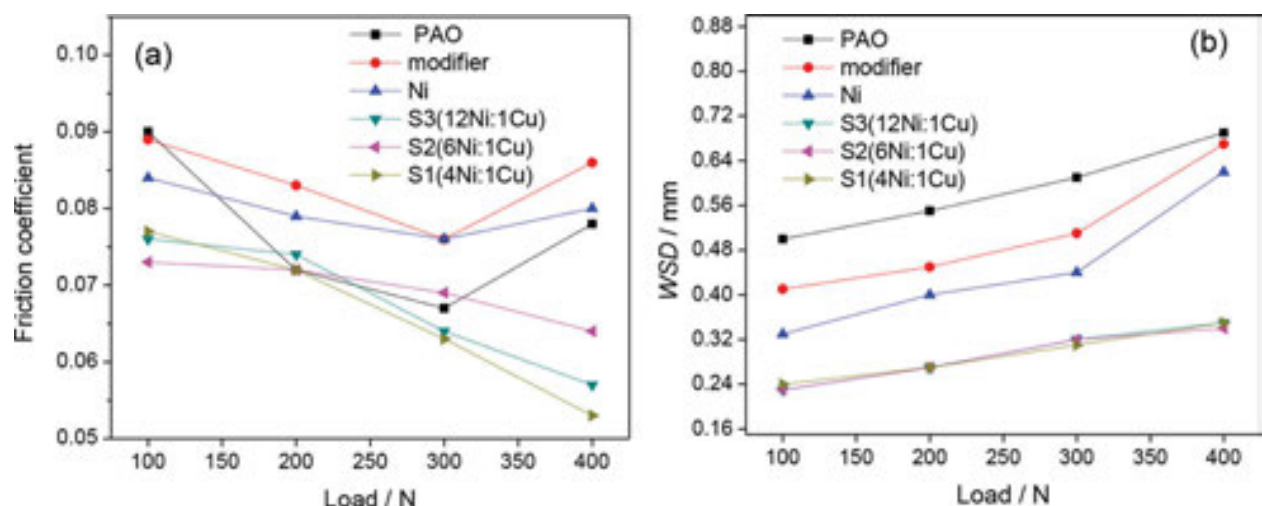 (a)
PAO
modifier
Ni
S3(12Ni:1Cu)
S2(6Ni:1Cu)
S1(4Ni:1Cu)
Friction coefficient
0.10
0.09
0.08
0.07
0.06
0.05
100 150 200 250 300 350 400
Load / N
(b)
PAO
modifier
Ni
S3(12Ni:1Cu)
S2(6Ni:1Cu)
S1(4Ni:1Cu)
WSD / mm
0.88
0.80
0.72
0.64
0.56
0.48
0.40
0.32
0.24
0.16
100 150 200 250 300 350 400
Load / N